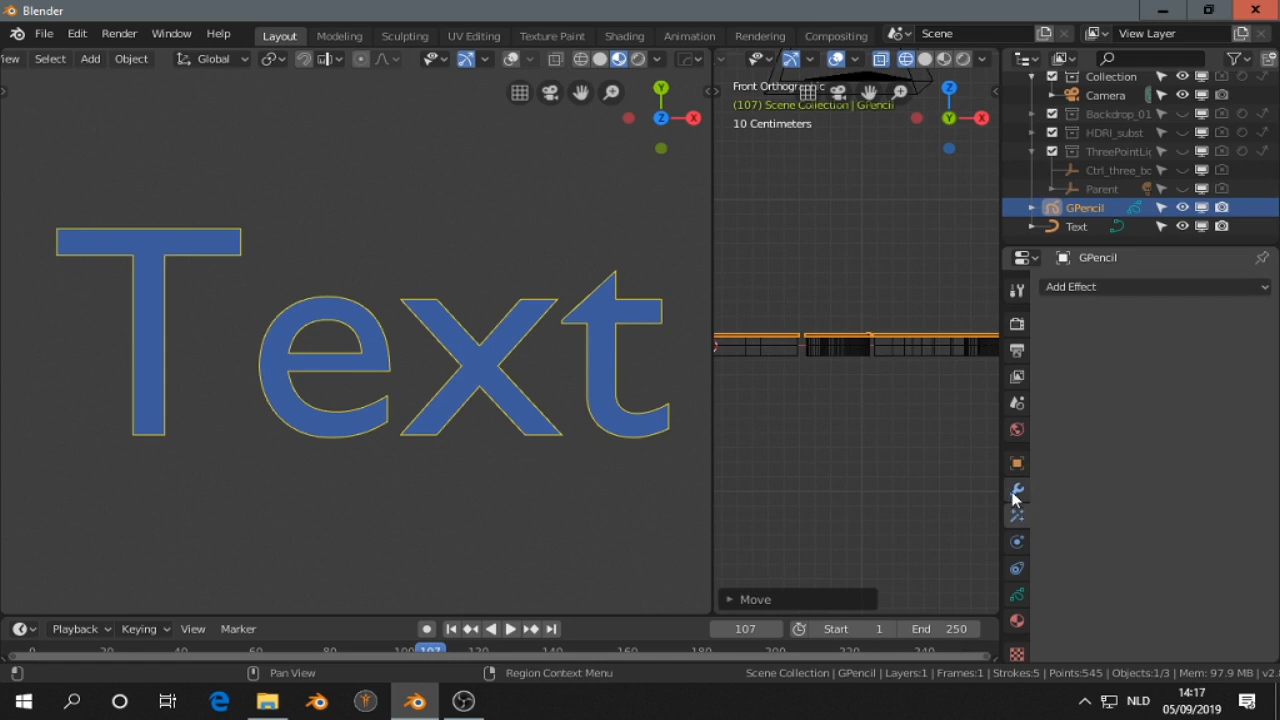 Blender
File Edit Render Window Help
Layout Modeling Sculpting UV Editing Texture Paint Shading Animation Rendering Compositing
Scene
View Layer
iew Select Add Object
Global
Front Orthographic
(107) Scene Collection | GPencil
10 Centimeters
Collection
Camera
Backdrop_01
HDRI_subst
ThreePointLi
Ctrl_three_bc
Parent
GPencil
Text
GPencil
Add Effect
Text
Move
Playback Keying View Marker
107
Start 1
End 250
0 20 40 60 80 100 107 140 160 180 200 220 240
Pan View
Region Context Menu
Scene Collection | GPencil | Layers:1 | Frames:1 | Strokes:5 | Points:545 | Objects:1/3 | Mem: 97.9 MB | v2.
NLD
14:17
05/09/2019